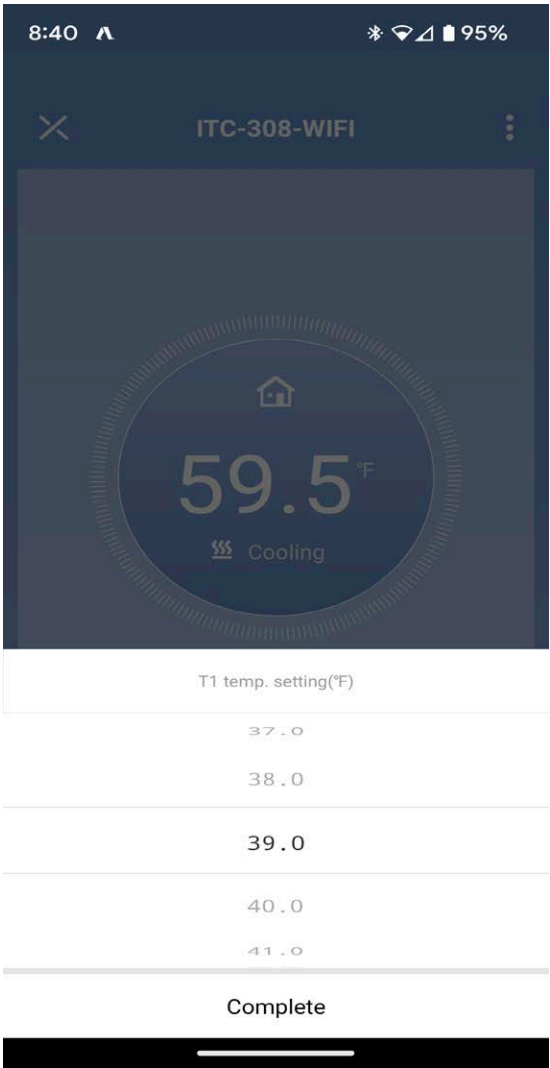 8:40 95%
ITC-308-WIFI
59.5°F
Cooling
T1 temp. setting(°F)
37.0
38.0
39.0
40.0
41.0
Complete